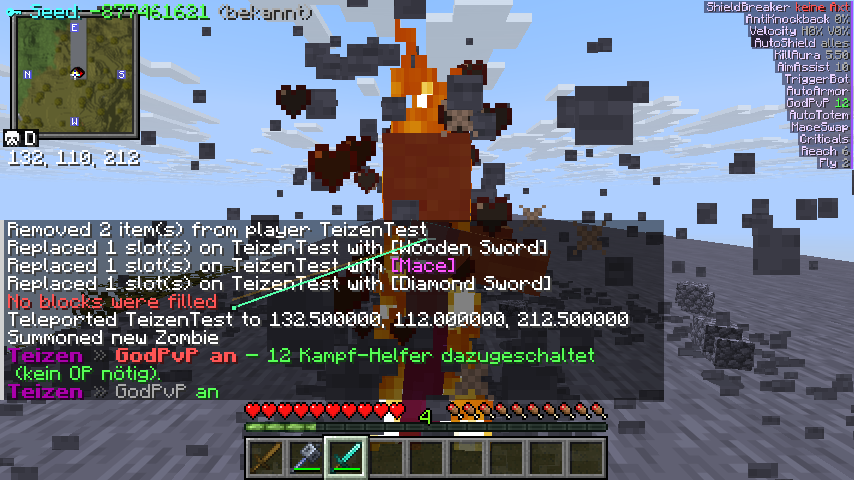 Seed: -877461621 (bekannt)
E
N
S
W
D
132, 110, 212
ShieldBreaker keine Axt
AntiKnockback 0%
Velocity H0% V0%
AutoShield alles
KillAura 5.50
AimAssist 10
TriggerBot
AutoArmor
GodPvP 12
AutoTotem
MaceSwap
Criticals
Reach 6
Fly 2
Removed 2 item(s) from player TeizenTest
Replaced 1 slot(s) on TeizenTest with [Wooden Sword]
Replaced 1 slot(s) on TeizenTest with [Mace]
Replaced 1 slot(s) on TeizenTest with [Diamond Sword]
No blocks were filled
Teleported TeizenTest to 132.500000, 112.000000, 212.500000
Summoned new Zombie
Teizen » GodPvP an – 12 Kampf-Helfer dazugeschaltet
(kein OP nötig).
Teizen » GodPvP an
4